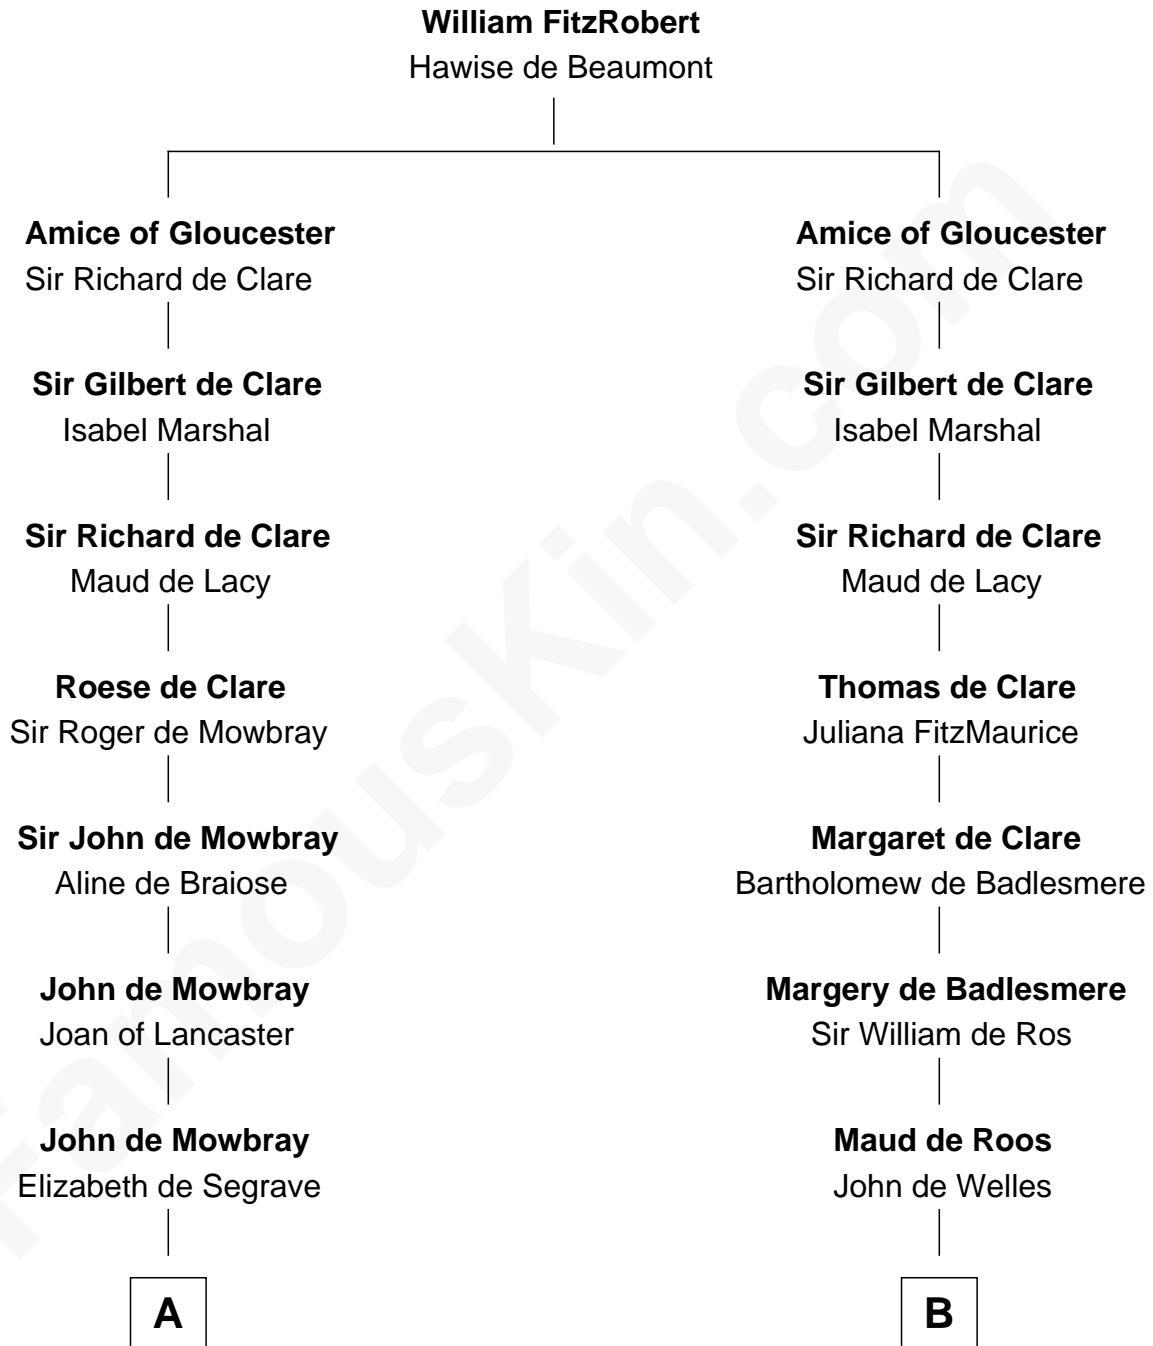 William FitzRobert
Hawise de Beaumont
Amice of Gloucester
Sir Richard de Clare
Sir Gilbert de Clare
Isabel Marshal
Sir Richard de Clare
Maud de Lacy
Roese de Clare
Sir Roger de Mowbray
Sir John de Mowbray
Aline de Braiose
John de Mowbray
Joan of Lancaster
John de Mowbray
Elizabeth de Segrave
A
Amice of Gloucester
Sir Richard de Clare
Sir Gilbert de Clare
Isabel Marshal
Sir Richard de Clare
Maud de Lacy
Thomas de Clare
Juliana FitzMaurice
Margaret de Clare
Bartholomew de Badlesmere
Margery de Badlesmere
Sir William de Ros
Maud de Roos
John de Welles
B
FamousKin.com